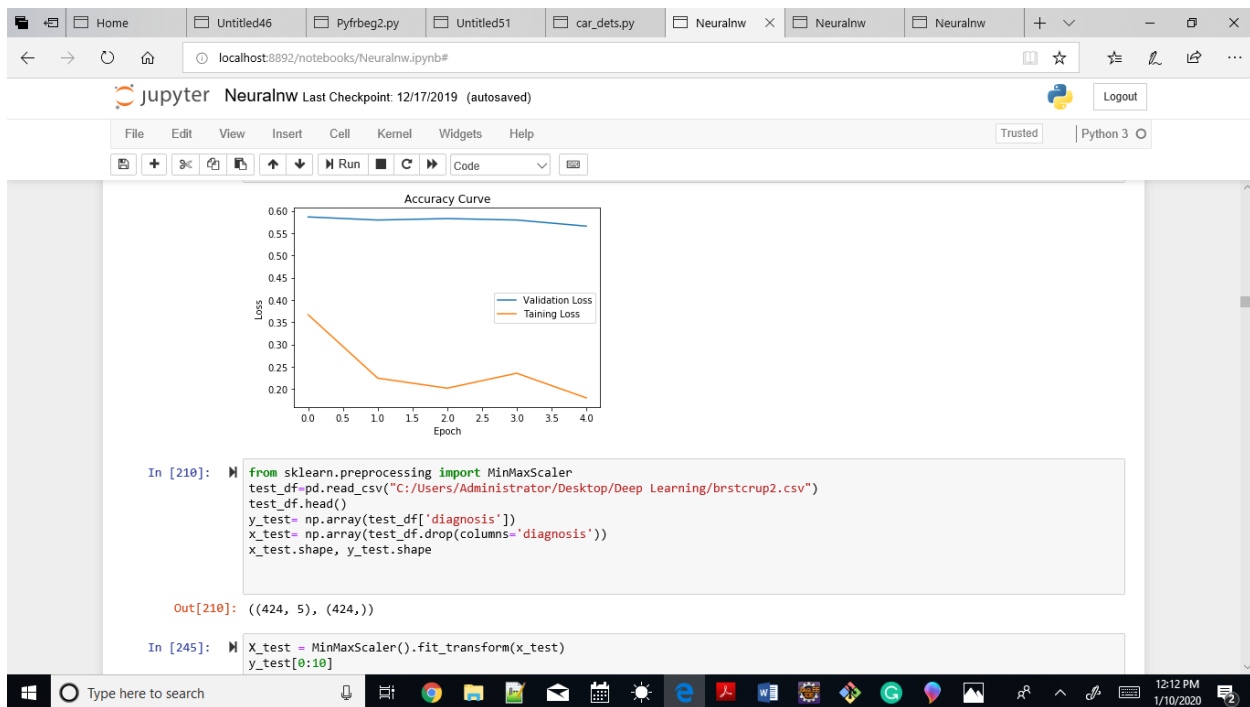 Home
Untitled46
Pyfrbeg2.py
Untitled51
car_dets.py
Neuralnw
Neuralnw
Neuralnw
localhost:8892/notebooks/Neuralnw.ipynb#
jupyter Neuralnw Last Checkpoint: 12/17/2019 (autosaved)
Logout
File Edit View Insert Cell Kernel Widgets Help
Trusted
Python 3
Run
Code
Accuracy Curve
0.60
0.55
0.50
0.45
0.40
0.35
0.30
0.25
0.20
Loss
Validation Loss
Taining Loss
0.0 0.5 1.0 1.5 2.0 2.5 3.0 3.5 4.0
Epoch
In [210]:
from sklearn.preprocessing import MinMaxScaler
test_df=pd.read_csv("C:/Users/Administrator/Desktop/Deep Learning/brstcrup2.csv")
test_df.head()
y_test= np.array(test_df['diagnosis'])
x_test= np.array(test_df.drop(columns='diagnosis'))
x_test.shape, y_test.shape
Out[210]: ((424, 5), (424,))
In [245]:
X_test = MinMaxScaler().fit_transform(x_test)
y_test[0:10]
Type here to search
12:12 PM
1/10/2020
2